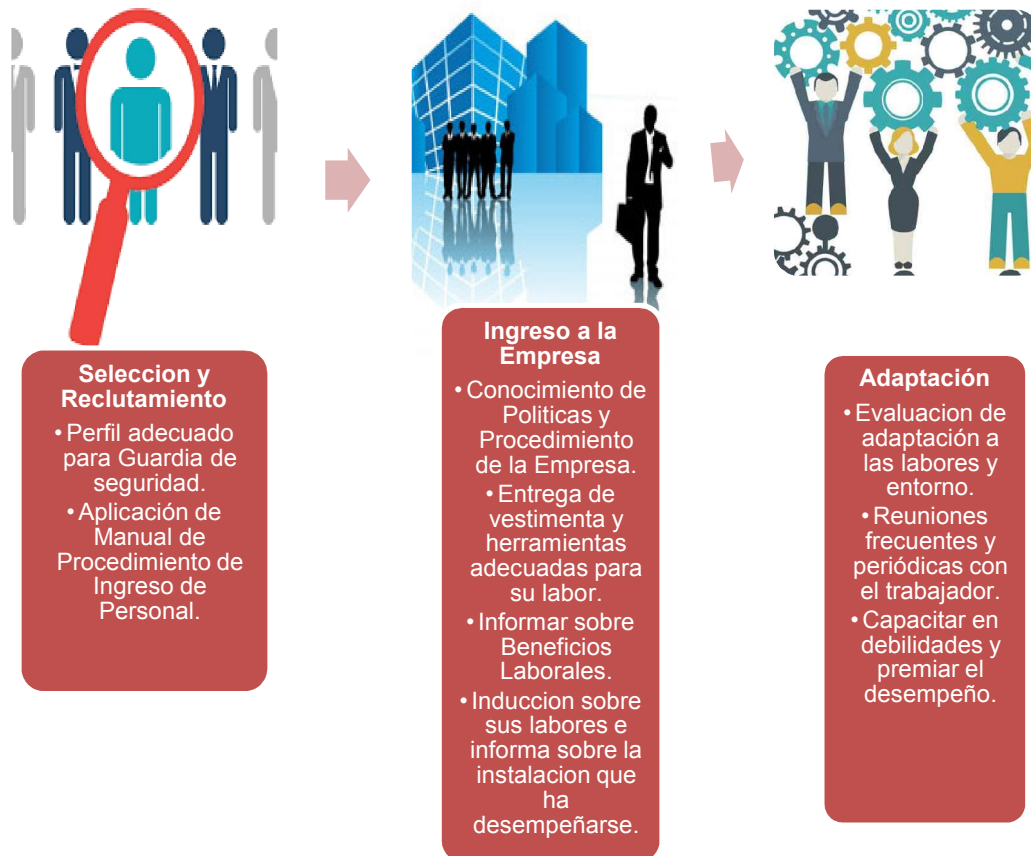 Seleccion y
Reclutamiento
• Perfil adecuado
para Guardia de
seguridad.
• Aplicación de
Manual de
Procedimiento de
Ingreso de
Personal.
Ingreso a la
Empresa
• Conocimiento de
Politicas y
Procedimiento
de la Empresa.
• Entrega de
vestimenta y
herramientas
adecuadas para
su labor.
• Informar sobre
Beneficios
Laborales.
• Induccion sobre
sus labores e
informa sobre la
instalacion que
ha
desempeñarse.
Adaptación
• Evaluacion de
adaptación a
las labores y
entorno.
• Reuniones
frecuentes y
periódicas con
el trabajador.
• Capacitar en
debilidades y
premiar el
desempeño.